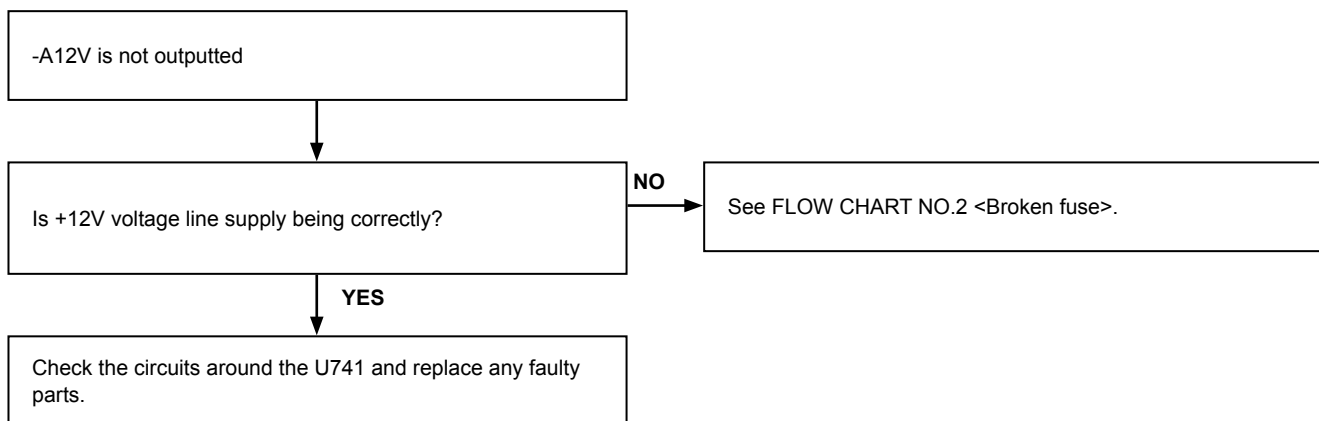 -A12V is not outputted
NO
Is +12V voltage line supply being correctly?
See FLOW CHART NO.2 <Broken fuse>.
YES
Check the circuits around the U741 and replace any faulty
parts.